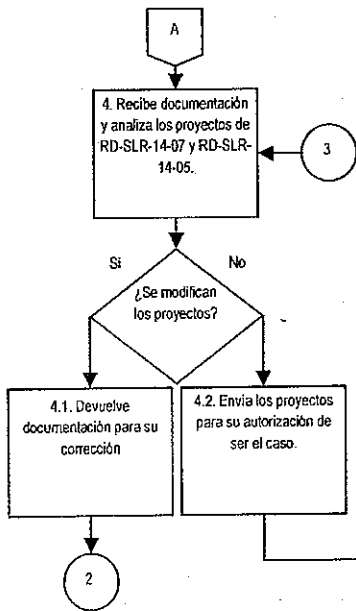 A
4. Recibe documentación
y analiza los proyectos de
RD-SLR-14-07 y RD-SLR-
14-05.
3
Si
No
¿Se modifican
los proyectos?
4.1. Devuelve
documentación para su
corrección
4.2. Envia los proyectos
para su autorización de
ser el caso.
2